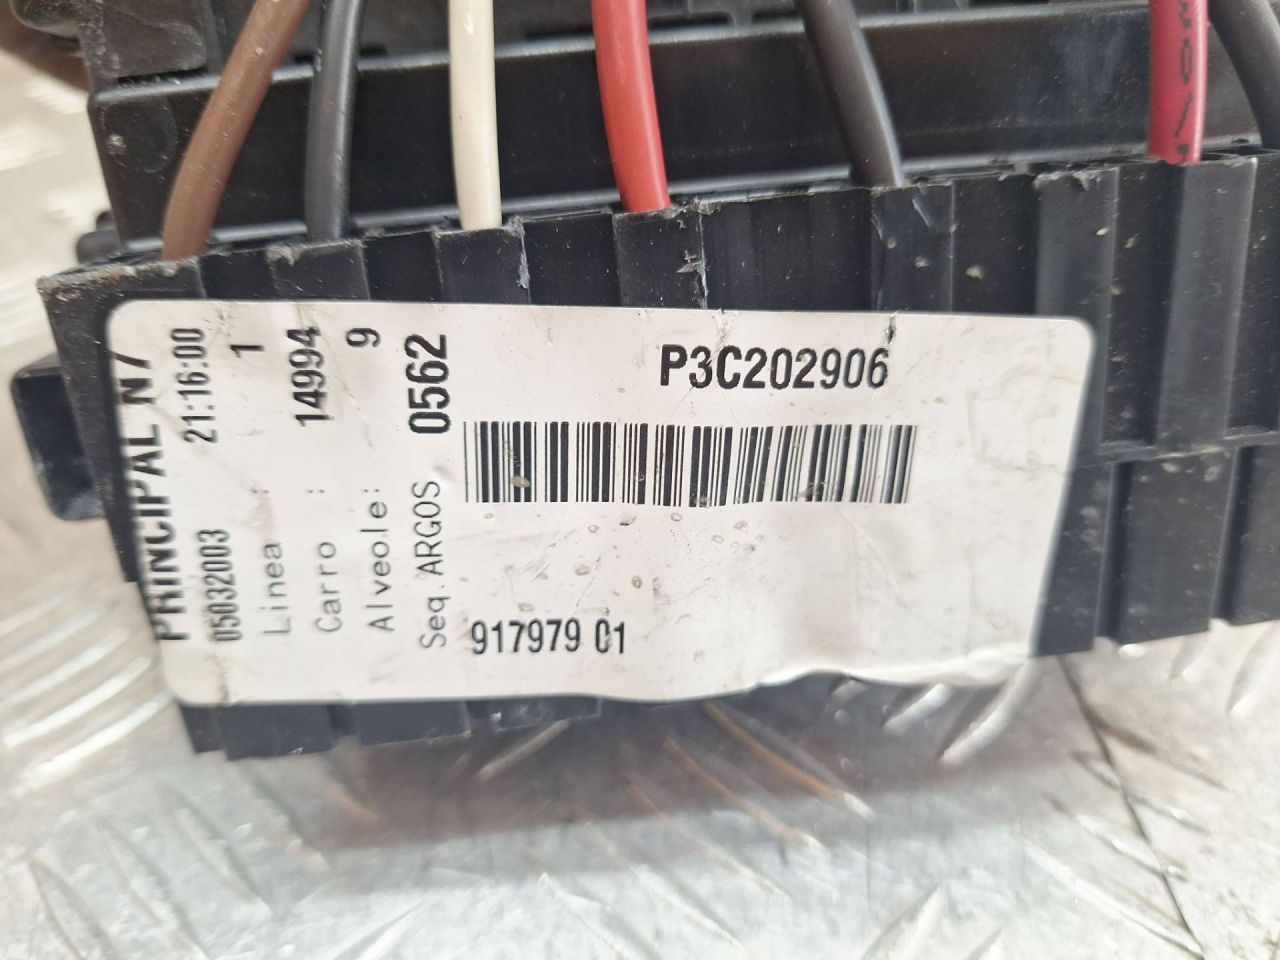 PRINCIPAL N7
05032003 21:16:00
Linea : 1
Carro : 14994
Alveole: 9
Seq. ARGOS 0562
P3C202906
917979 01